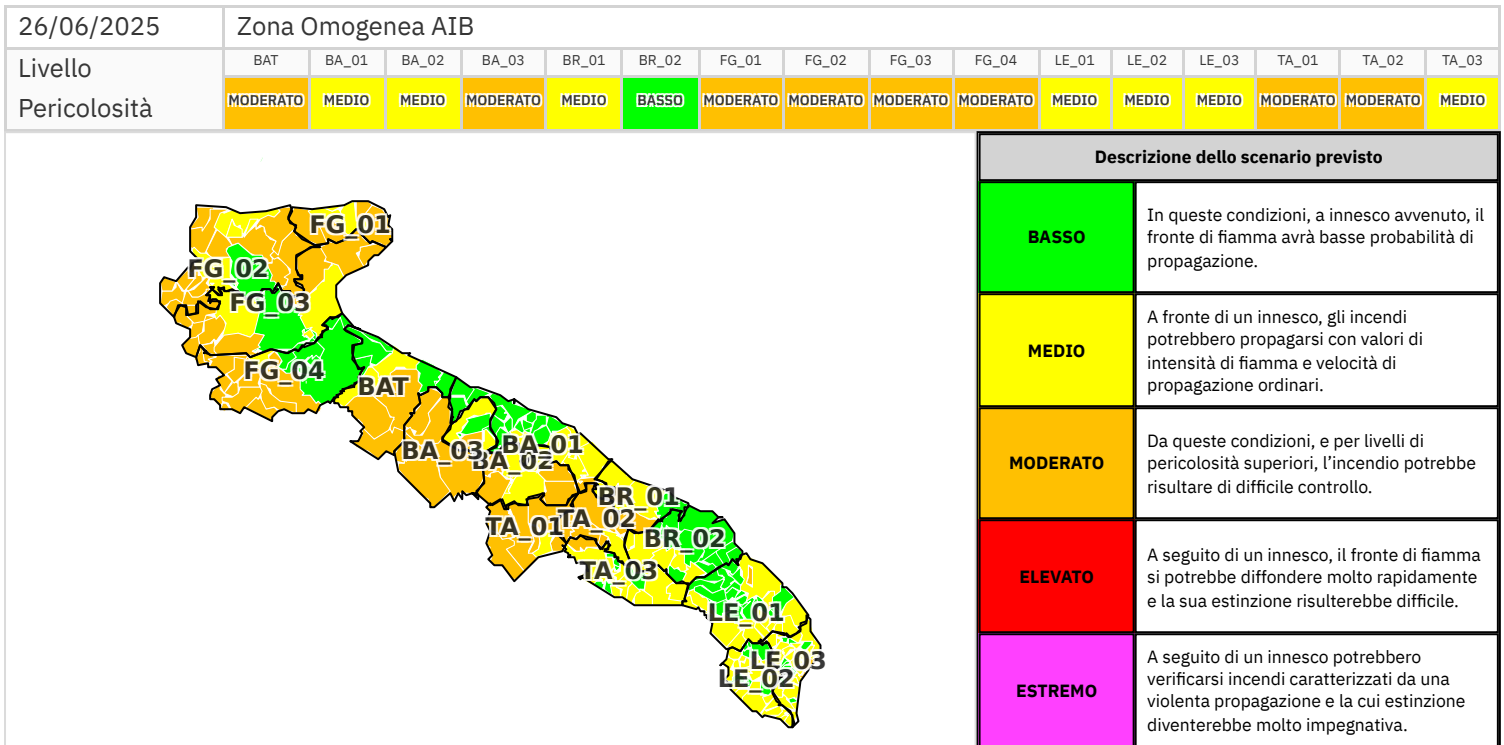 26/06/2025 Zona Omogenea AIB
Livello Pericolosità
BAT BA_01 BA_02 BA_03 BR_01 BR_02 FG_01 FG_02 FG_03 FG_04 LE_01 LE_02 LE_03 TA_01 TA_02 TA_03
MODERATO MEDIO MEDIO MODERATO MEDIO BASSO MODERATO MODERATO MODERATO MODERATO MEDIO MEDIO MEDIO MODERATO MODERATO MEDIO
FG_01
FG_02
FG_03
FG_04
BAT
BA_03
BA_01
BA_02
BR_01
TA_01
TA_02
BR_02
TA_03
LE_01
LE_03
LE_02
Descrizione dello scenario previsto
BASSO
In queste condizioni, a innesco avvenuto, il
fronte di fiamma avrà basse probabilità di
propagazione.
MEDIO
A fronte di un innesco, gli incendi
potrebbero propagarsi con valori di
intensità di fiamma e velocità di
propagazione ordinari.
MODERATO
Da queste condizioni, e per livelli di
pericolosità superiori, l’incendio potrebbe
risultare di difficile controllo.
ELEVATO
A seguito di un innesco, il fronte di fiamma
si potrebbe diffondere molto rapidamente
e la sua estinzione risulterebbe difficile.
ESTREMO
A seguito di un innesco potrebbero
verificarsi incendi caratterizzati da una
violenta propagazione e la cui estinzione
diventerebbe molto impegnativa.